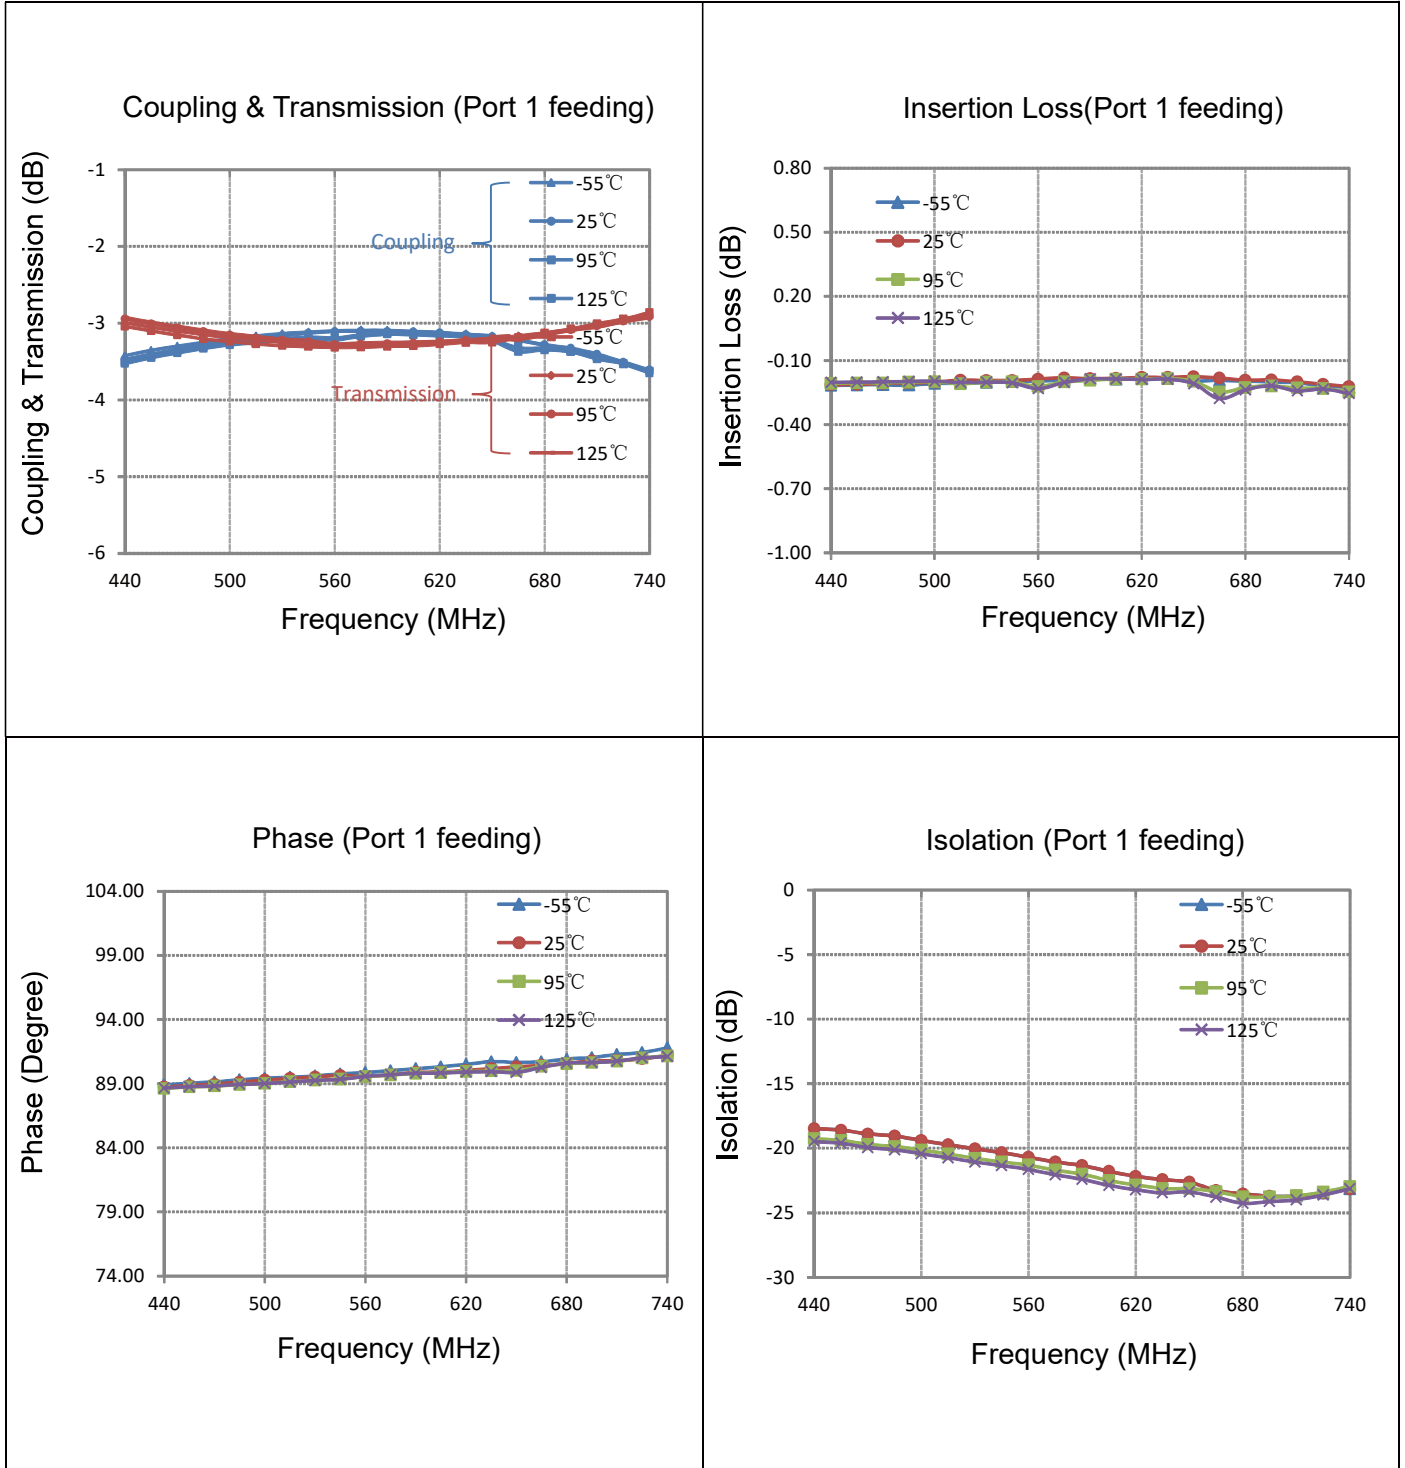 Coupling & Transmission (Port 1 feeding)
Coupling & Transmission (dB)
-1
-2
-3
-4
-5
-6
Coupling
-55℃
25℃
95℃
125℃
Transmission
-55℃
25℃
95℃
125℃
440 500 560 620 680 740
Frequency (MHz)
Insertion Loss(Port 1 feeding)
Insertion Loss (dB)
0.80
0.50
0.20
-0.10
-0.40
-0.70
-1.00
-55℃
25℃
95℃
125℃
440 500 560 620 680 740
Frequency (MHz)
Phase (Port 1 feeding)
Phase (Degree)
104.00
99.00
94.00
89.00
84.00
79.00
74.00
-55℃
25℃
95℃
125℃
440 500 560 620 680 740
Frequency (MHz)
Isolation (Port 1 feeding)
Isolation (dB)
0
-5
-10
-15
-20
-25
-30
-55℃
25℃
95℃
125℃
440 500 560 620 680 740
Frequency (MHz)